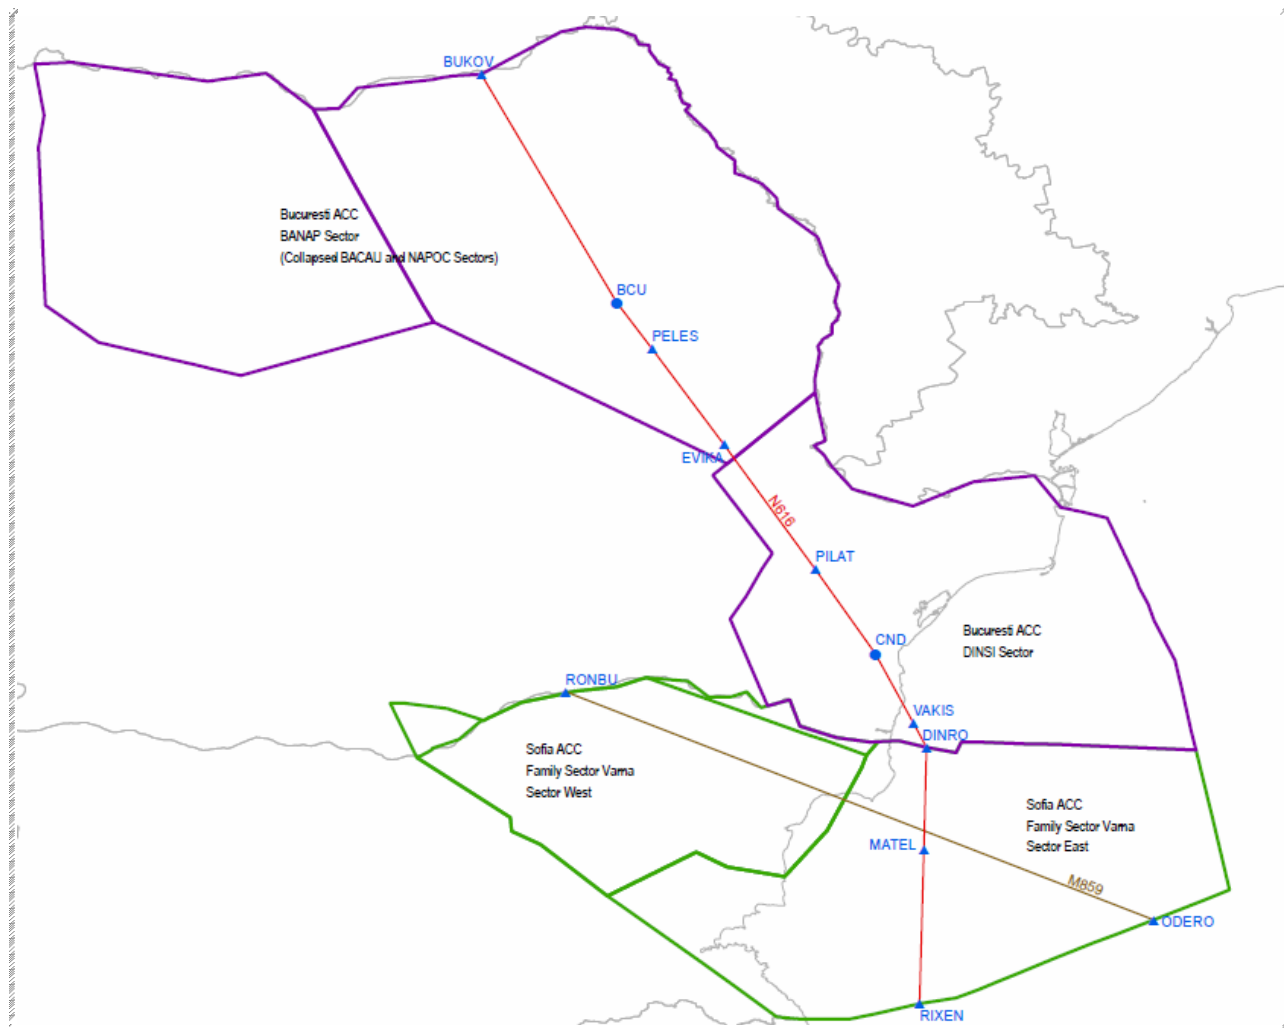 BUKOV
Bucuresti ACC
BANAP Sector
(Collapsed BACAU and NAPOC Sectors)
BCU
PELES
EVIKA
N616
PILAT
CND
Bucuresti ACC
DINSI Sector
RONBU
VAKIS
DINRO
Sofia ACC
Family Sector Varna
Sector West
Sofia ACC
Family Sector Varna
Sector East
MATEL
M859
ODERO
RIXEN